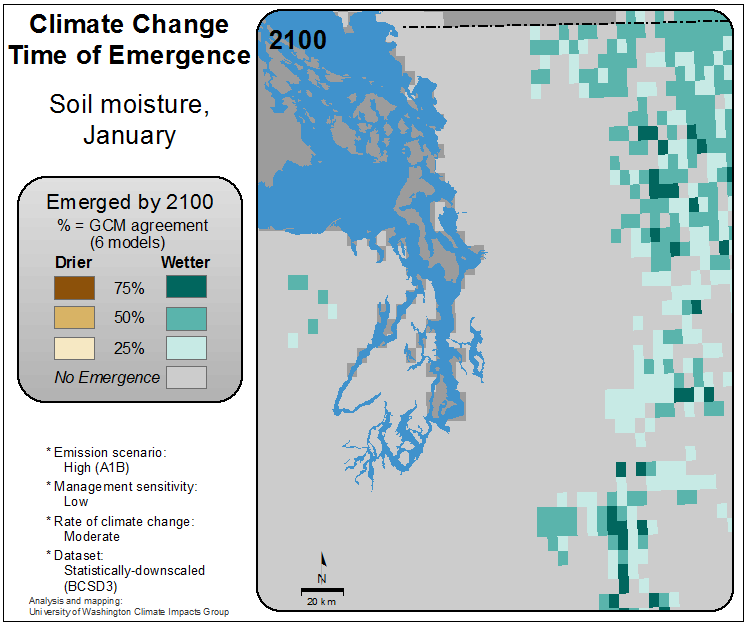 Climate Change
Time of Emergence
Soil moisture,
January
Emerged by 2100
% = GCM agreement
(6 models)
Drier Wetter
75%
50%
25%
No Emergence
* Emission scenario:
High (A1B)
* Management sensitivity:
Low
* Rate of climate change:
Moderate
* Dataset:
Statistically-downscaled
(BCSD3)
Analysis and mapping:
University of Washington Climate Impacts Group
2100
N
20 km